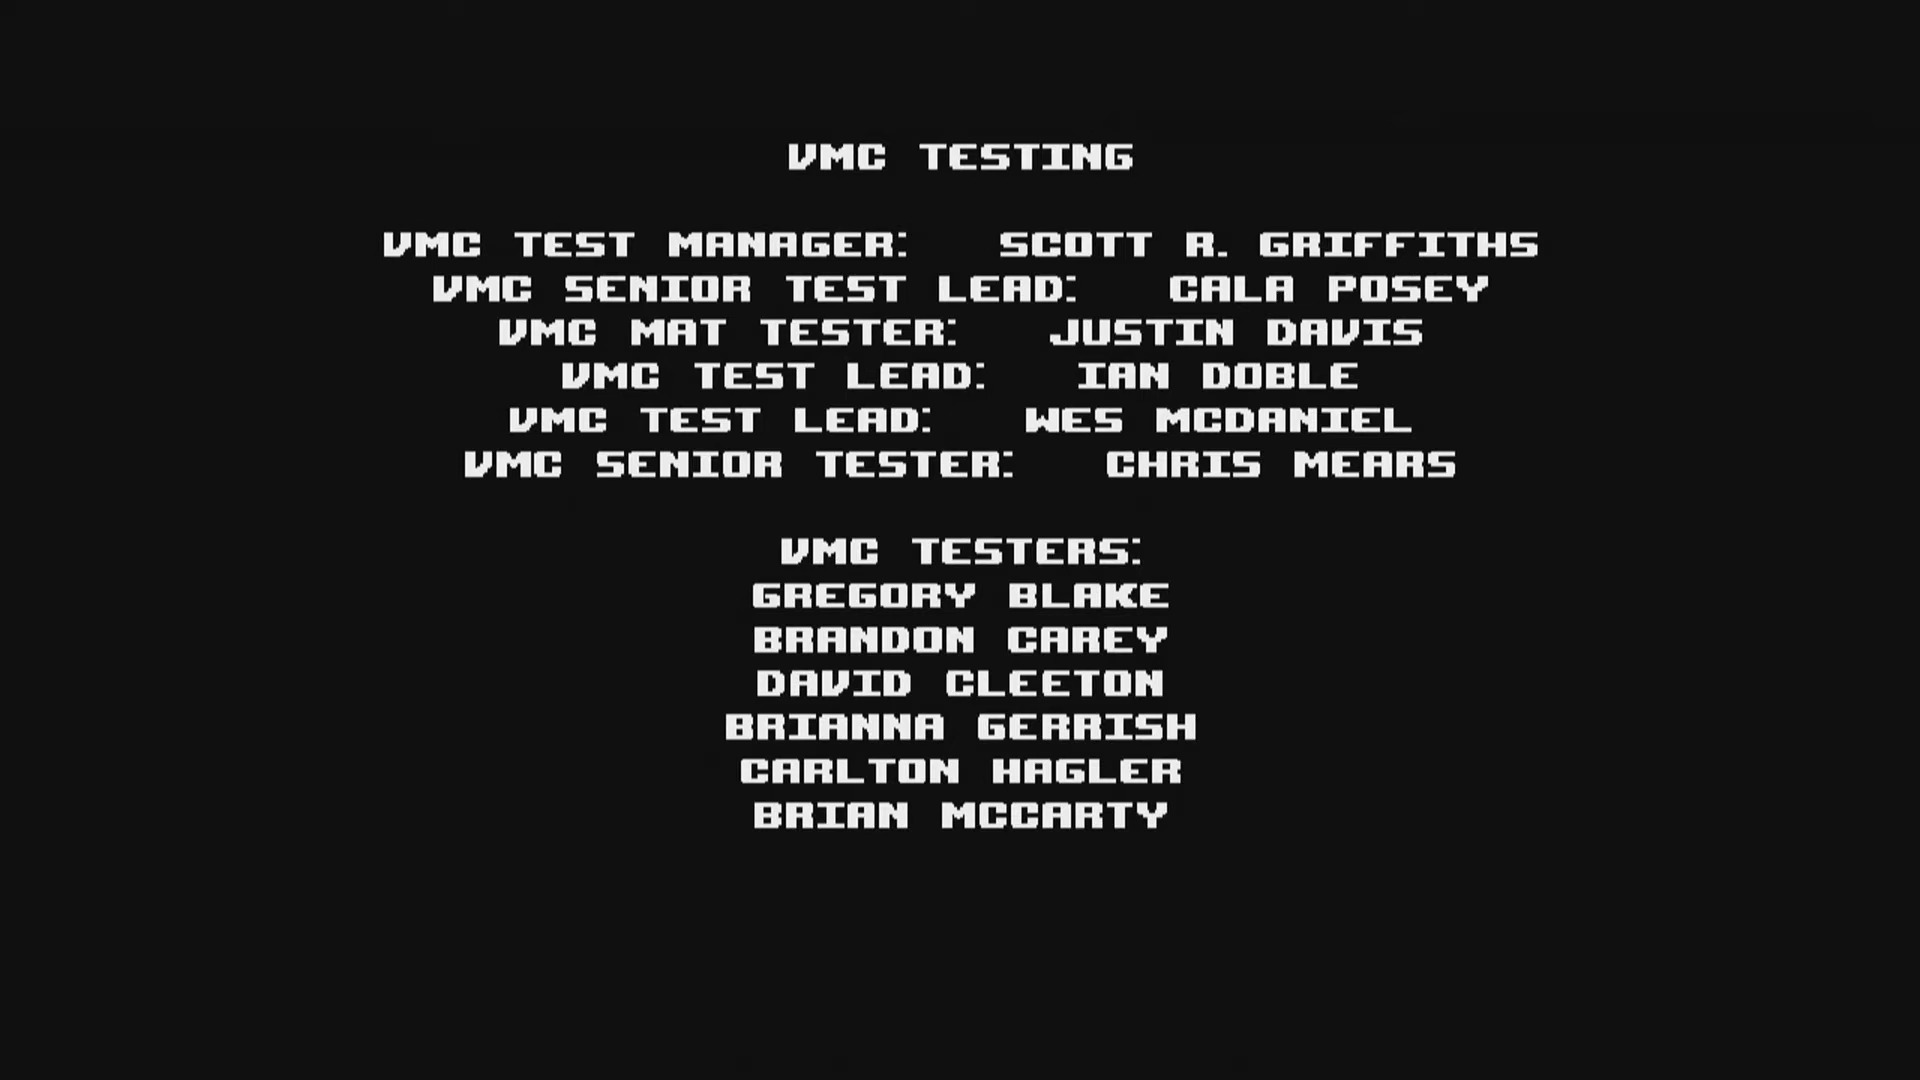 VMC TESTING
VMC TEST MANAGER: SCOTT R. GRIFFITHS
VMC SENIOR TEST LEAD: CALA POSEY
VMC MAT TESTER: JUSTIN DAVIS
VMC TEST LEAD: IAN DOBLE
VMC TEST LEAD: WES MCDANIEL
VMC SENIOR TESTER: CHRIS MEARS
VMC TESTERS:
GREGORY BLAKE
BRANDON CAREY
DAVID CLEETON
BRIANNA GERRISH
CARLTON HAGLER
BRIAN MCCARTY